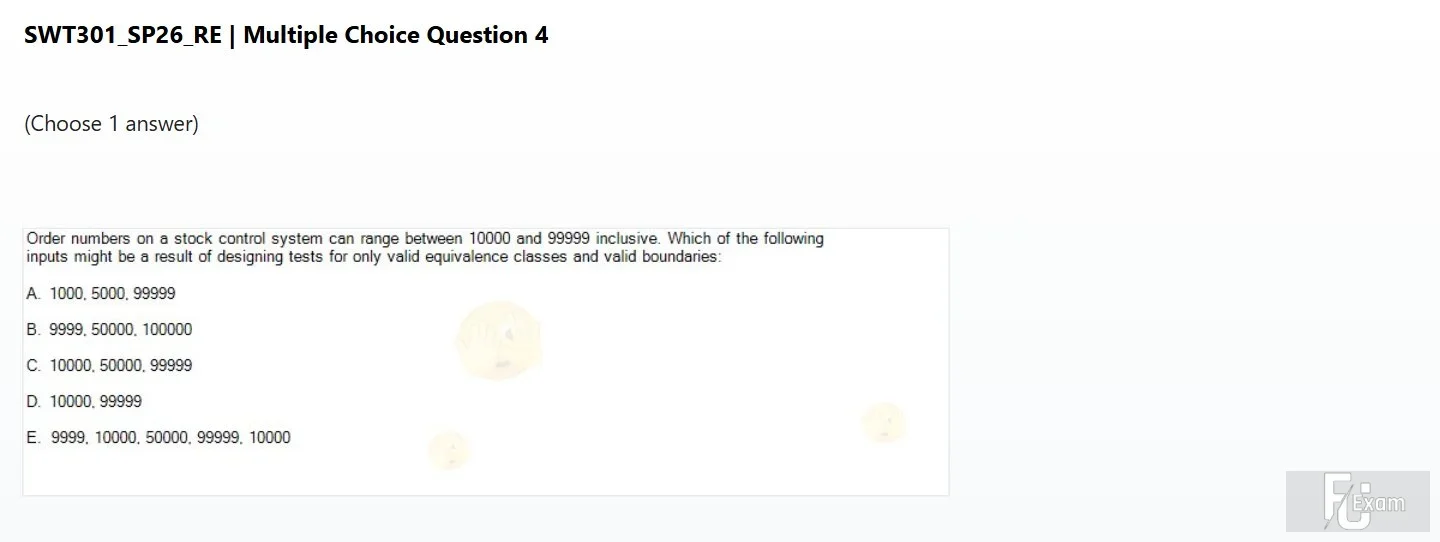 SWT301_SP26_RE | Multiple Choice Question 4
(Choose 1 answer)
Order numbers on a stock control system can range between 10000 and 99999 inclusive. Which of the following
inputs might be a result of designing tests for only valid equivalence classes and valid boundaries:
A. 1000, 5000, 99999
B. 9999, 50000, 100000
C. 10000, 50000, 99999
D. 10000, 99999
E. 9999, 10000, 50000, 99999, 10000
FU Exam